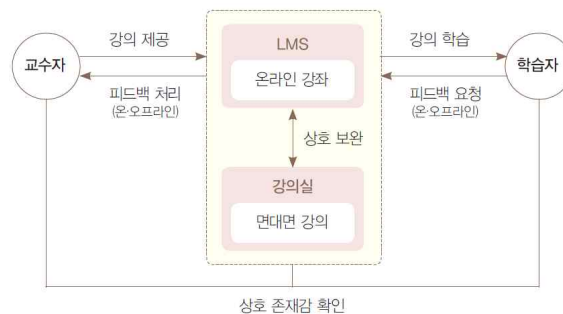 강의 제공
LMS
강의 학습
교수자
온라인 강좌
학습자
피드백 처리
(온·오프라인)
피드백 요청
(온·오프라인)
상호 보완
강의실
면대면 강의
상호 존재감 확인